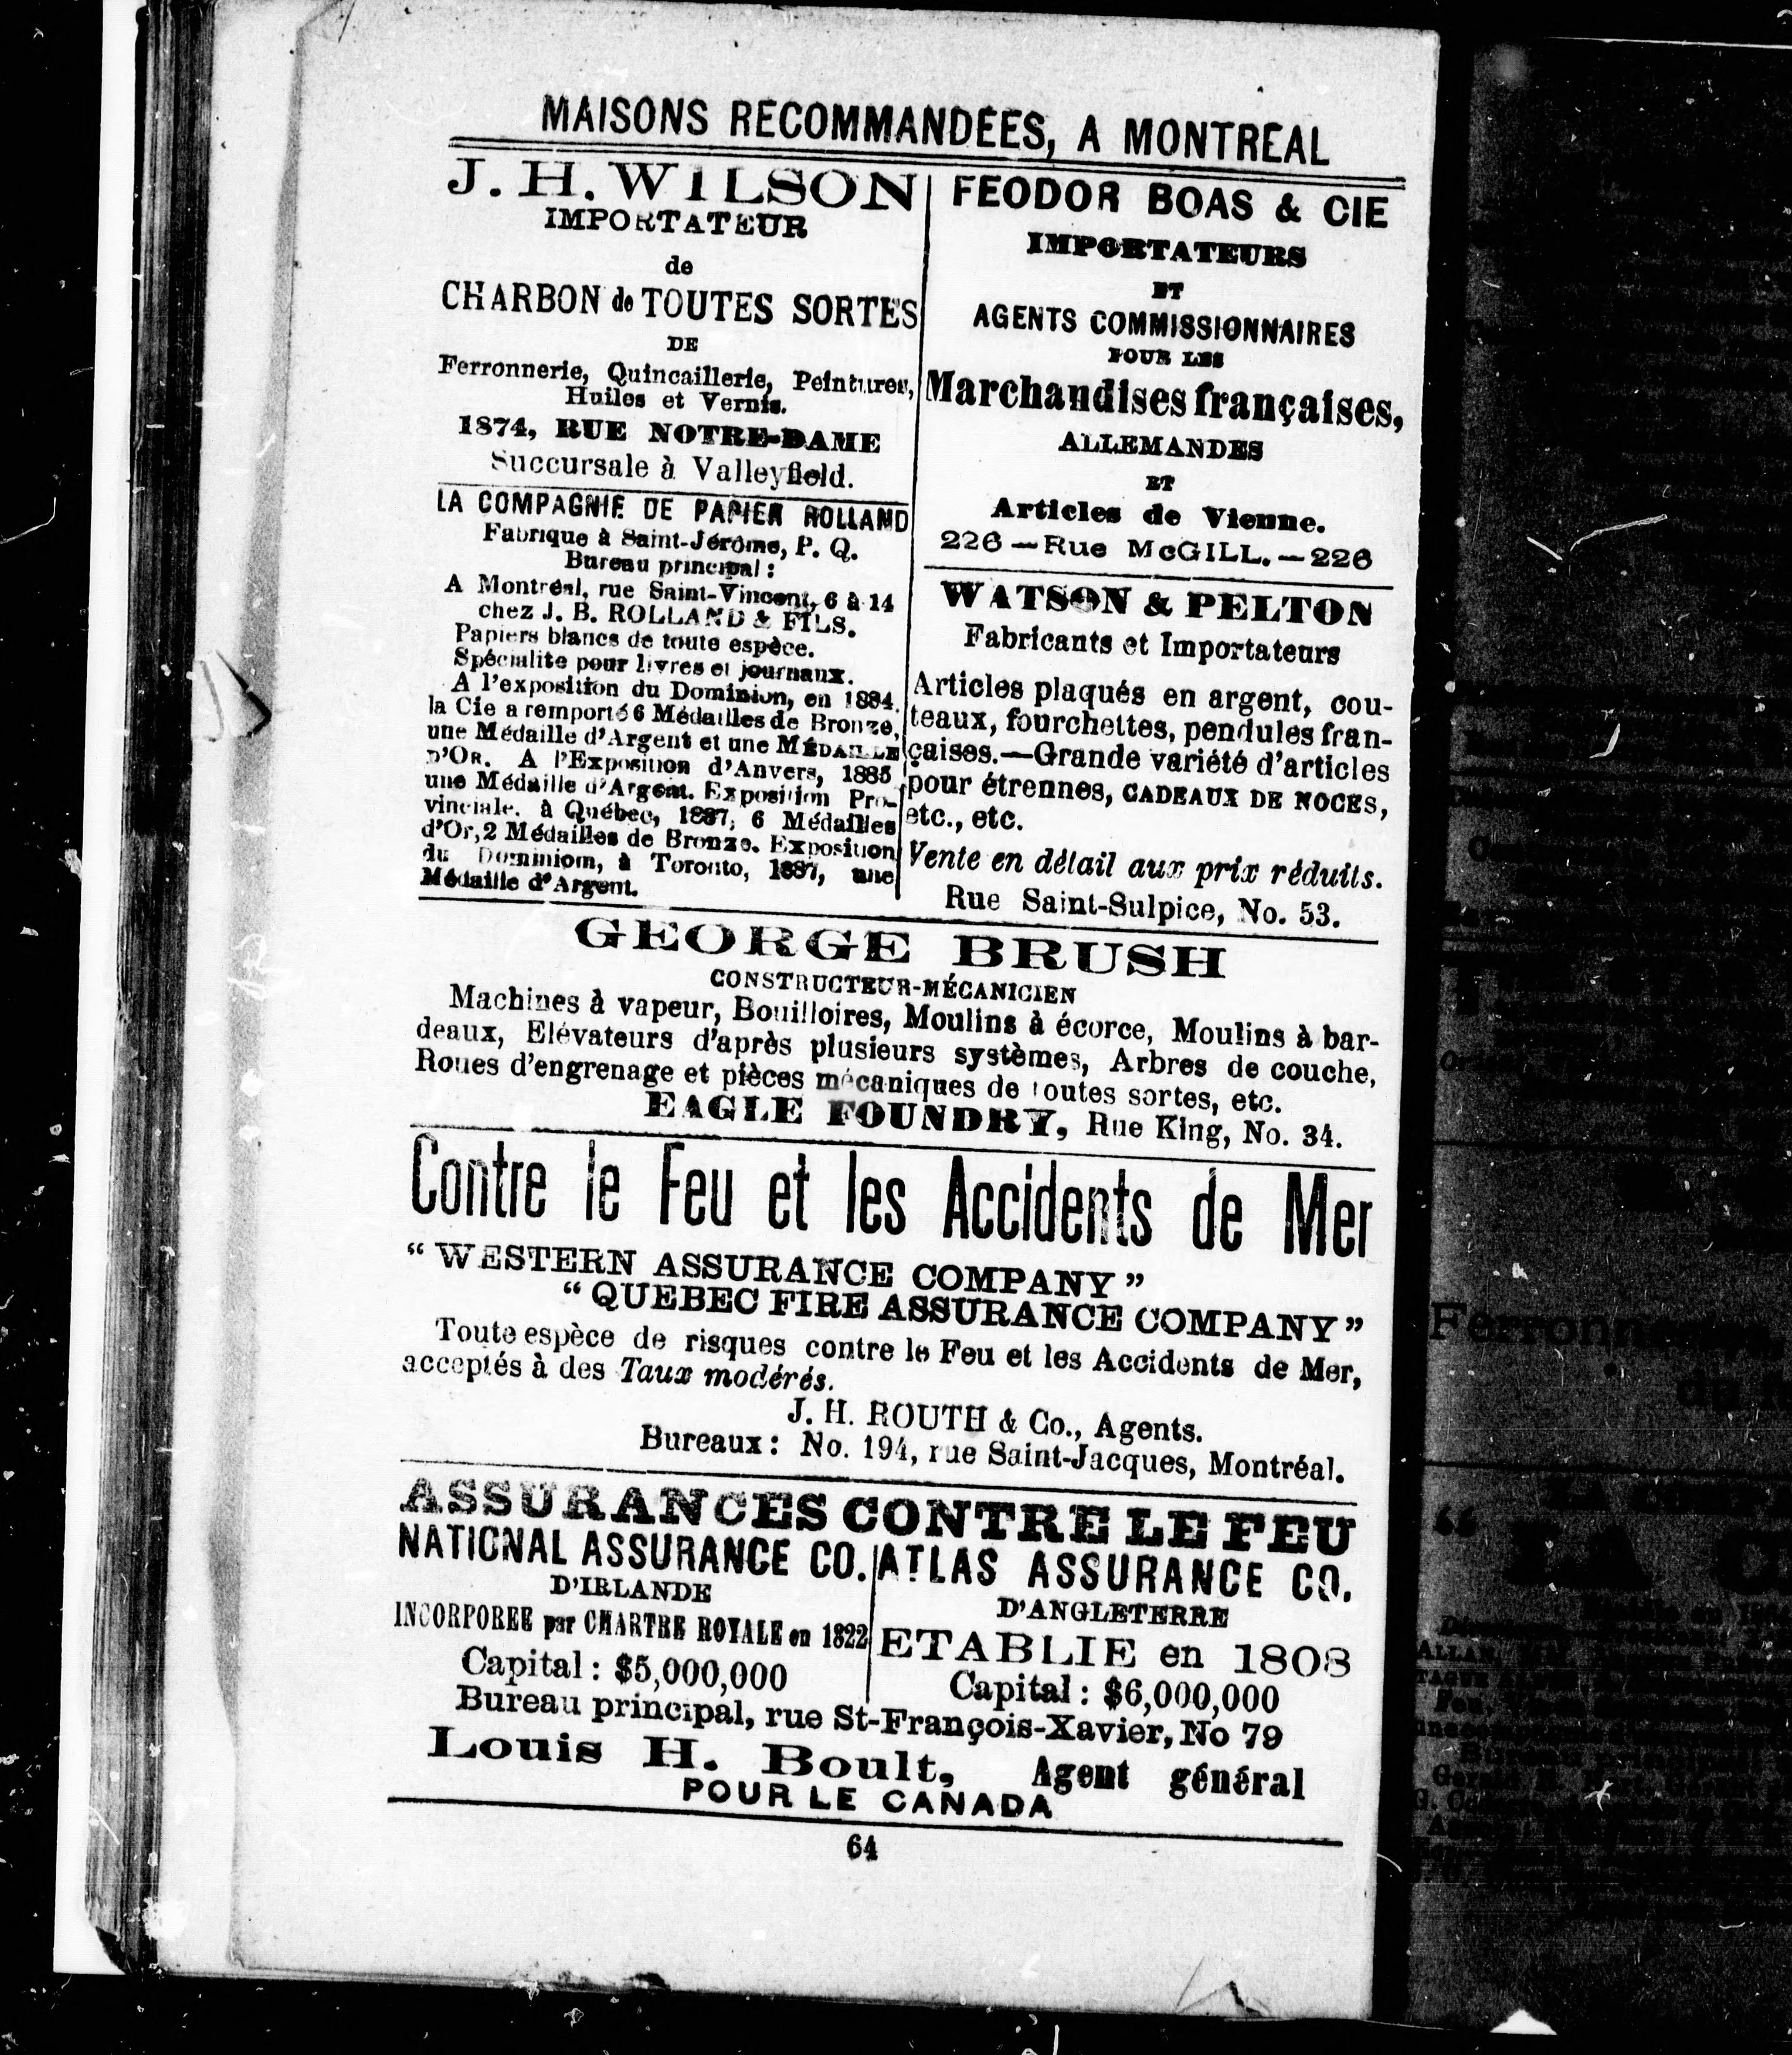 MAISONS RECOMMANDÉES, A MONTREAL
J. H. WILSON
IMPORTATEUR
de
CHARBON de TOUTES SORTES
DE
Ferronnerie, Quincaillerie, Peintures,
Huiles et Vernis.
1874, RUE NOTRE-DAME
Succursale à Valleyfield.
LA COMPAGNIE DE PAPIER ROLLAND
Fabrique à Saint-Jérôme, P. Q.
Bureau principal :
A Montréal, rue Saint-Vincent, 6 à 14
chez J. B. ROLLAND & FILS.
Papiers blancs de toute espèce.
Spécialite pour livres et journaux.
A l'exposition du Dominion, en 1884,
la Cie a remporté 6 Médailles de Bronze,
une Médaille d'Argent et une MÉDAILLE
D'OR. A l'Exposition d'Anvers, 1885
une Médaille d'Argent. Exposition Pro-
vinciale, à Québec, 1887, 6 Médailles
d'Or, 2 Médailles de Bronze. Exposition
du Dominiom, à Toronto, 1887, une
Médaille d'Argent.
FEODOR BOAS & CIE
IMPORTATEURS
ET
AGENTS COMMISSIONNAIRES
POUR LES
Marchandises françaises,
ALLEMANDES
ET
Articles de Vienne.
226 — Rue McGILL. — 226
WATSON & PELTON
Fabricants et Importateurs
Articles plaqués en argent, cou-
teaux, fourchettes, pendules fran-
çaises.—Grande variété d'articles
pour étrennes, CADEAUX DE NOCES,
etc., etc.
Vente en détail aux prix réduits.
Rue Saint-Sulpice, No. 53.
GEORGE BRUSH
CONSTRUCTEUR-MÉCANICIEN
Machines à vapeur, Bouilloires, Moulins à écorce, Moulins à bar-
deaux, Elévateurs d'après plusieurs systèmes, Arbres de couche,
Roues d'engrenage et pièces mécaniques de toutes sortes, etc.
EAGLE FOUNDRY, Rue King, No. 34.
Contre le Feu et les Accidents de Mer
“ WESTERN ASSURANCE COMPANY ”
“ QUEBEC FIRE ASSURANCE COMPANY ”
Toute espèce de risques contre le Feu et les Accidents de Mer,
acceptés à des Taux modérés.
J. H. ROUTH & Co., Agents.
Bureaux : No. 194, rue Saint-Jacques, Montréal.
ASSURANCES CONTRE LE FEU
NATIONAL ASSURANCE CO.
D'IRLANDE
INCORPOREE par CHARTRE ROYALE en 1822
Capital : $5,000,000
ATLAS ASSURANCE CO.
D'ANGLETERRE
ETABLIE en 1808
Capital : $6,000,000
Bureau principal, rue St-François-Xavier, No 79
Louis H. Boult, Agent général
POUR LE CANADA
64